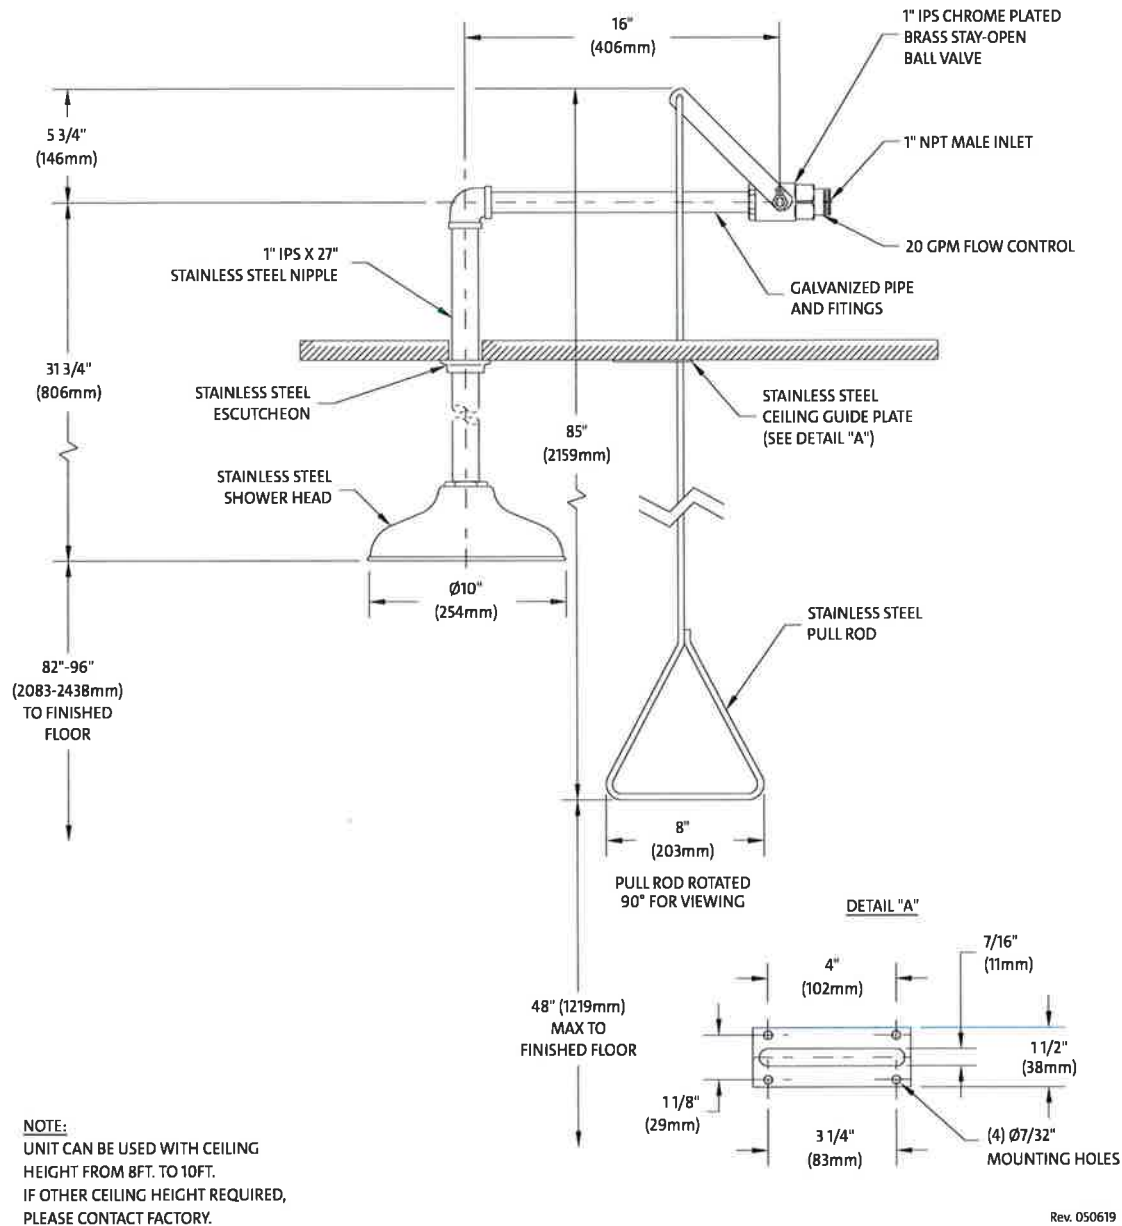 16"
(406mm)
1" IPS CHROME PLATED
BRASS STAY-OPEN
BALL VALVE
5 3/4"
(146mm)
1" NPT MALE INLET
20 GPM FLOW CONTROL
1" IPS X 27"
STAINLESS STEEL NIPPLE
GALVANIZED PIPE
AND FITTINGS
31 3/4"
(806mm)
STAINLESS STEEL
ESCUTCHEON
STAINLESS STEEL
CEILING GUIDE PLATE
(SEE DETAIL "A")
85"
(2159mm)
STAINLESS STEEL
SHOWER HEAD
Ø10"
(254mm)
STAINLESS STEEL
PULL ROD
82"-96"
(2083-2438mm)
TO FINISHED
FLOOR
8"
(203mm)
PULL ROD ROTATED
90° FOR VIEWING
DETAIL "A"
7/16"
(11mm)
4"
(102mm)
48" (1219mm)
MAX TO
FINISHED FLOOR
1 1/2"
(38mm)
1 1/8"
(29mm)
3 1/4"
(83mm)
(4) Ø7/32"
MOUNTING HOLES
NOTE:
UNIT CAN BE USED WITH CEILING
HEIGHT FROM 8FT. TO 10FT.
IF OTHER CEILING HEIGHT REQUIRED,
PLEASE CONTACT FACTORY.
Rev. 050619